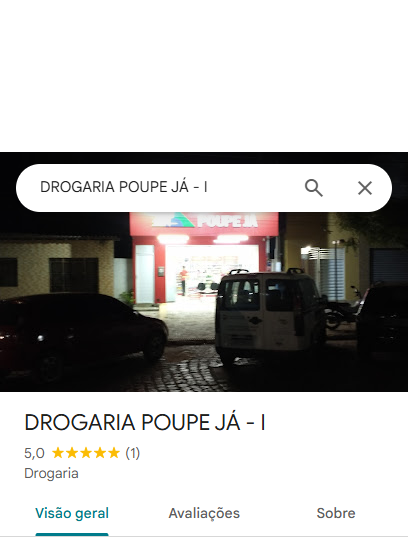 DROGARIA POUPE JÁ - I
POUPE JÁ
DROGARIA POUPE JÁ - I
5,0 (1)
Drogaria
Visão geral
Avaliações
Sobre